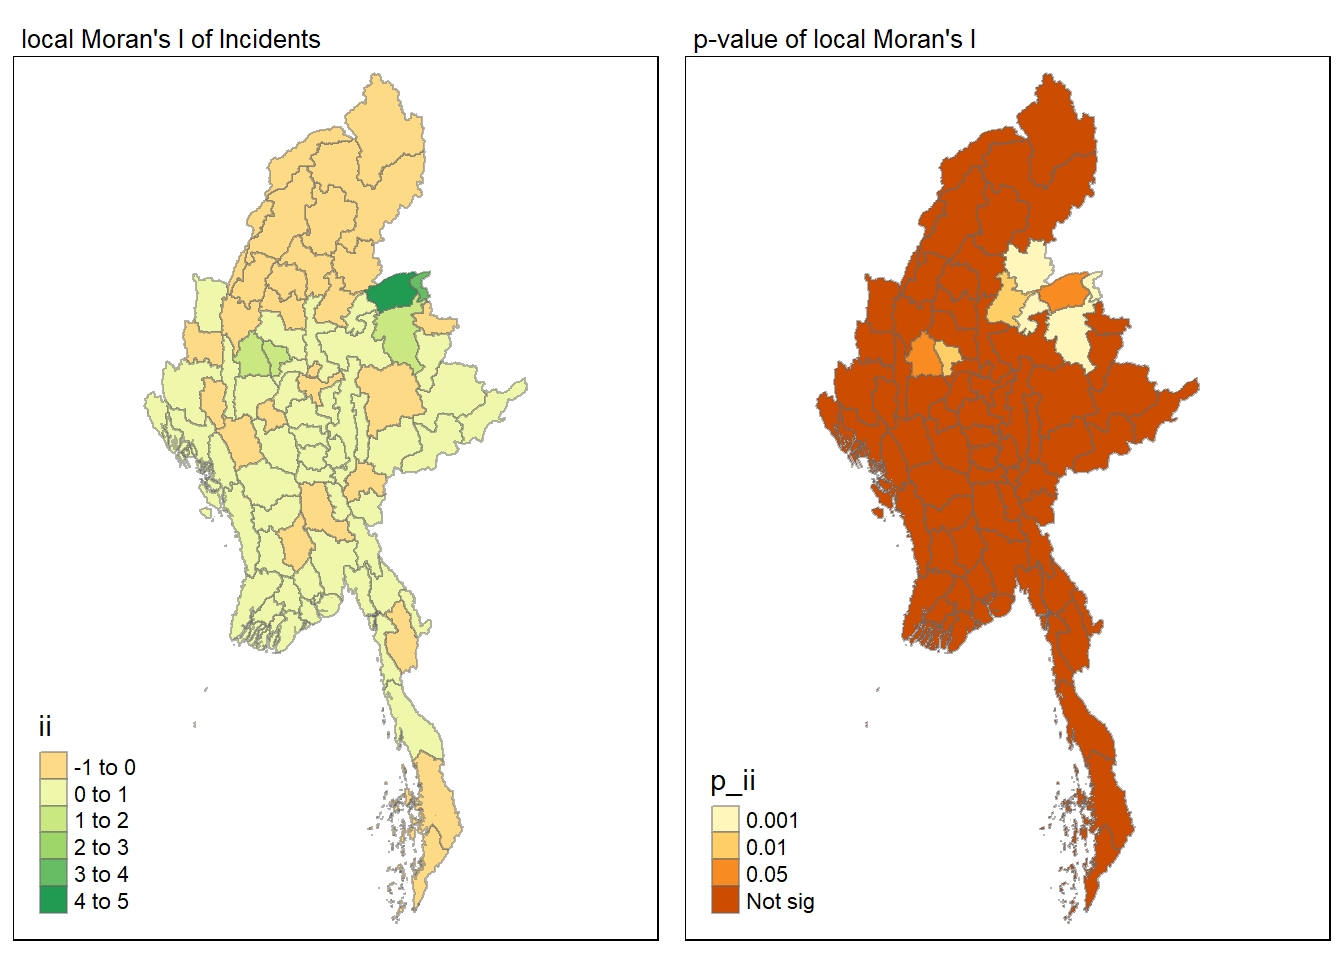 local Moran's I of Incidents
p-value of local Moran's I
ii
-1 to 0
0 to 1
1 to 2
2 to 3
3 to 4
4 to 5
p_ii
0.001
0.01
0.05
Not sig